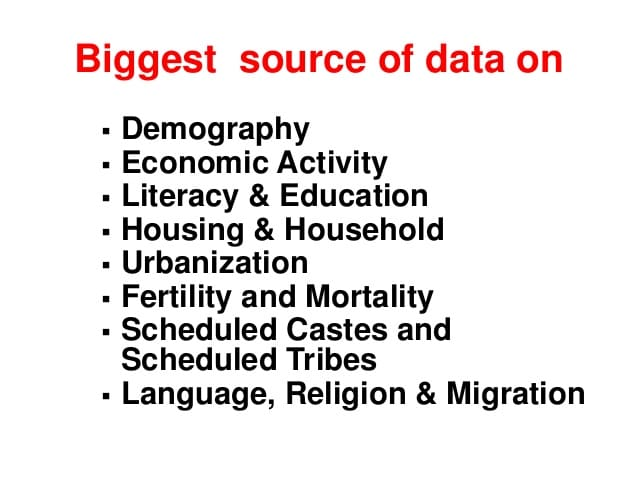 Biggest source of data on
▪ Demography
▪ Economic Activity
▪ Literacy & Education
▪ Housing & Household
▪ Urbanization
▪ Fertility and Mortality
▪ Scheduled Castes and
Scheduled Tribes
▪ Language, Religion & Migration